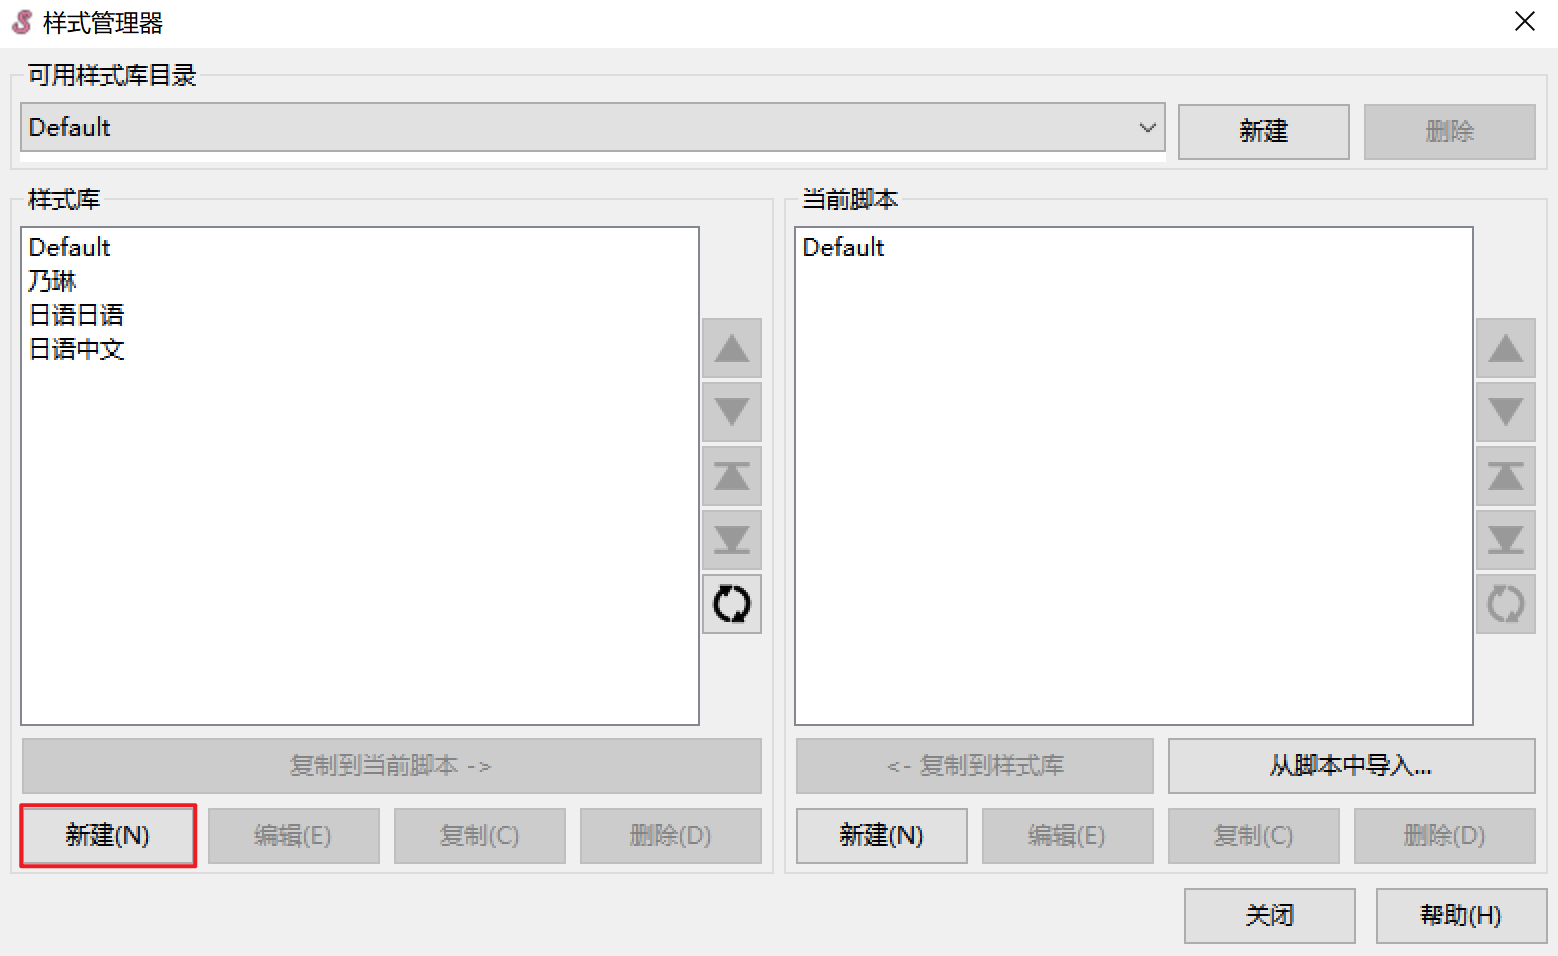 样式管理器
可用样式库目录
Default
新建
删除
样式库
Default
乃琳
日语日语
日语中文
复制到当前脚本 ->
新建(N)
编辑(E)
复制(C)
删除(D)
当前脚本
Default
<- 复制到样式库
从脚本中导入...
新建(N)
编辑(E)
复制(C)
删除(D)
关闭
帮助(H)